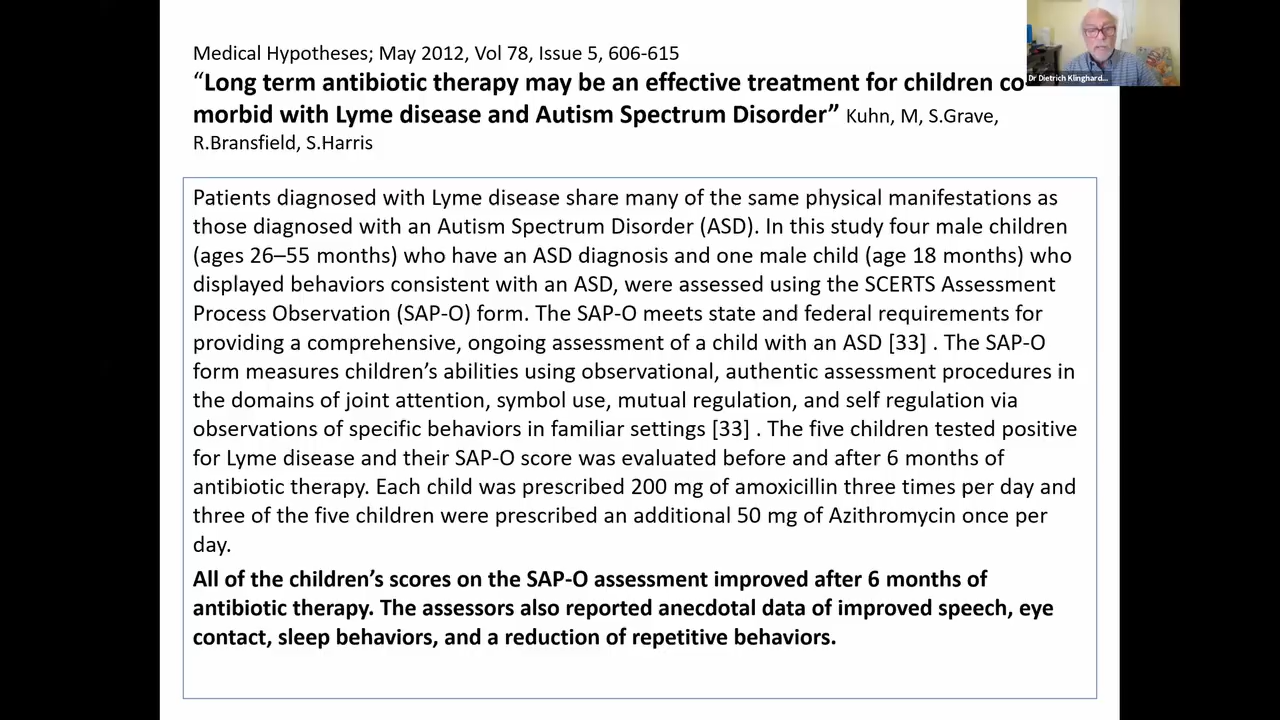 Medical Hypotheses; May 2012, Vol 78, Issue 5, 606-615
“Long term antibiotic therapy may be an effective treatment for children co-
morbid with Lyme disease and Autism Spectrum Disorder” Kuhn, M, S.Grave,
R.Bransfield, S.Harris
Dr Dietrich Klinghard...
Patients diagnosed with Lyme disease share many of the same physical manifestations as
those diagnosed with an Autism Spectrum Disorder (ASD). In this study four male children
(ages 26–55 months) who have an ASD diagnosis and one male child (age 18 months) who
displayed behaviors consistent with an ASD, were assessed using the SCERTS Assessment
Process Observation (SAP-O) form. The SAP-O meets state and federal requirements for
providing a comprehensive, ongoing assessment of a child with an ASD [33] . The SAP-O
form measures children’s abilities using observational, authentic assessment procedures in
the domains of joint attention, symbol use, mutual regulation, and self regulation via
observations of specific behaviors in familiar settings [33] . The five children tested positive
for Lyme disease and their SAP-O score was evaluated before and after 6 months of
antibiotic therapy. Each child was prescribed 200 mg of amoxicillin three times per day and
three of the five children were prescribed an additional 50 mg of Azithromycin once per
day.
All of the children’s scores on the SAP-O assessment improved after 6 months of
antibiotic therapy. The assessors also reported anecdotal data of improved speech, eye
contact, sleep behaviors, and a reduction of repetitive behaviors.